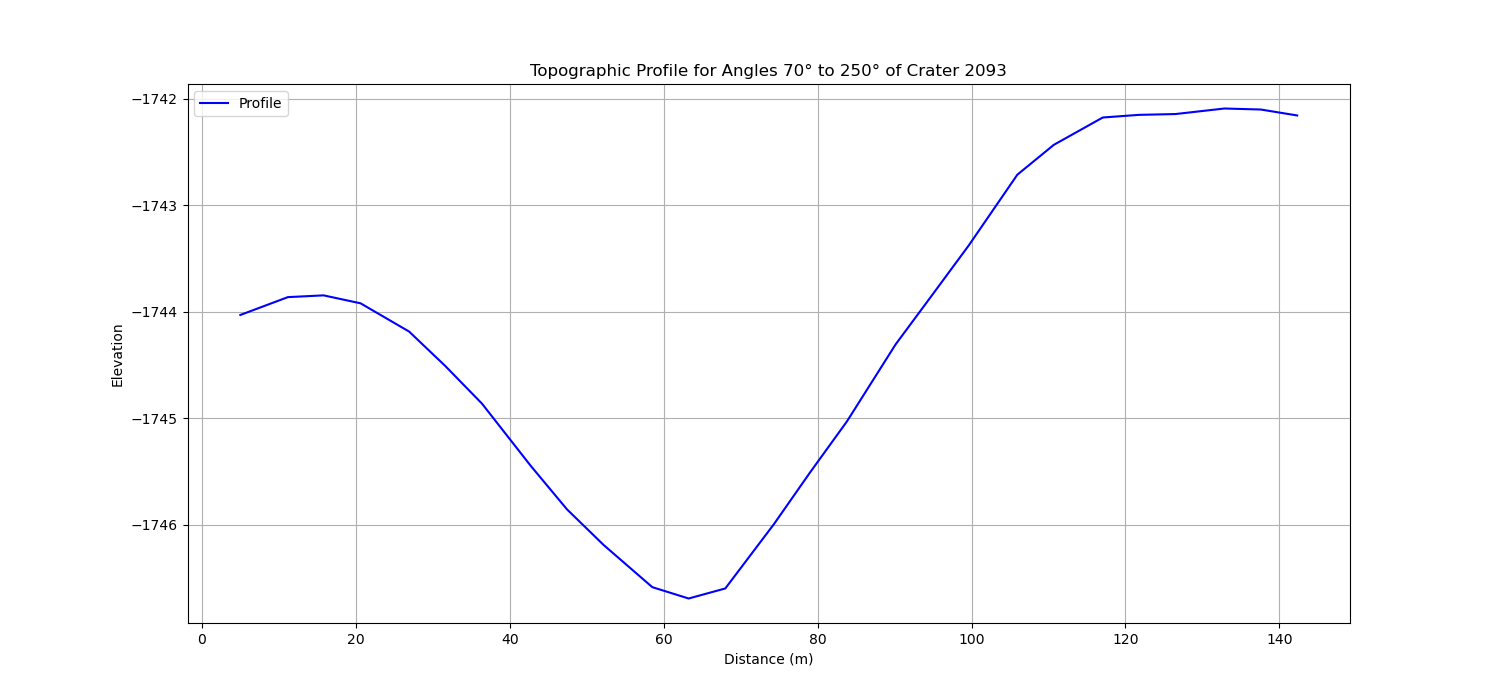 Topographic Profile for Angles 70° to 250° of Crater 2093
Profile
−1742
−1743
−1744
−1745
−1746
Elevation
0 20 40 60 80 100 120 140
Distance (m)